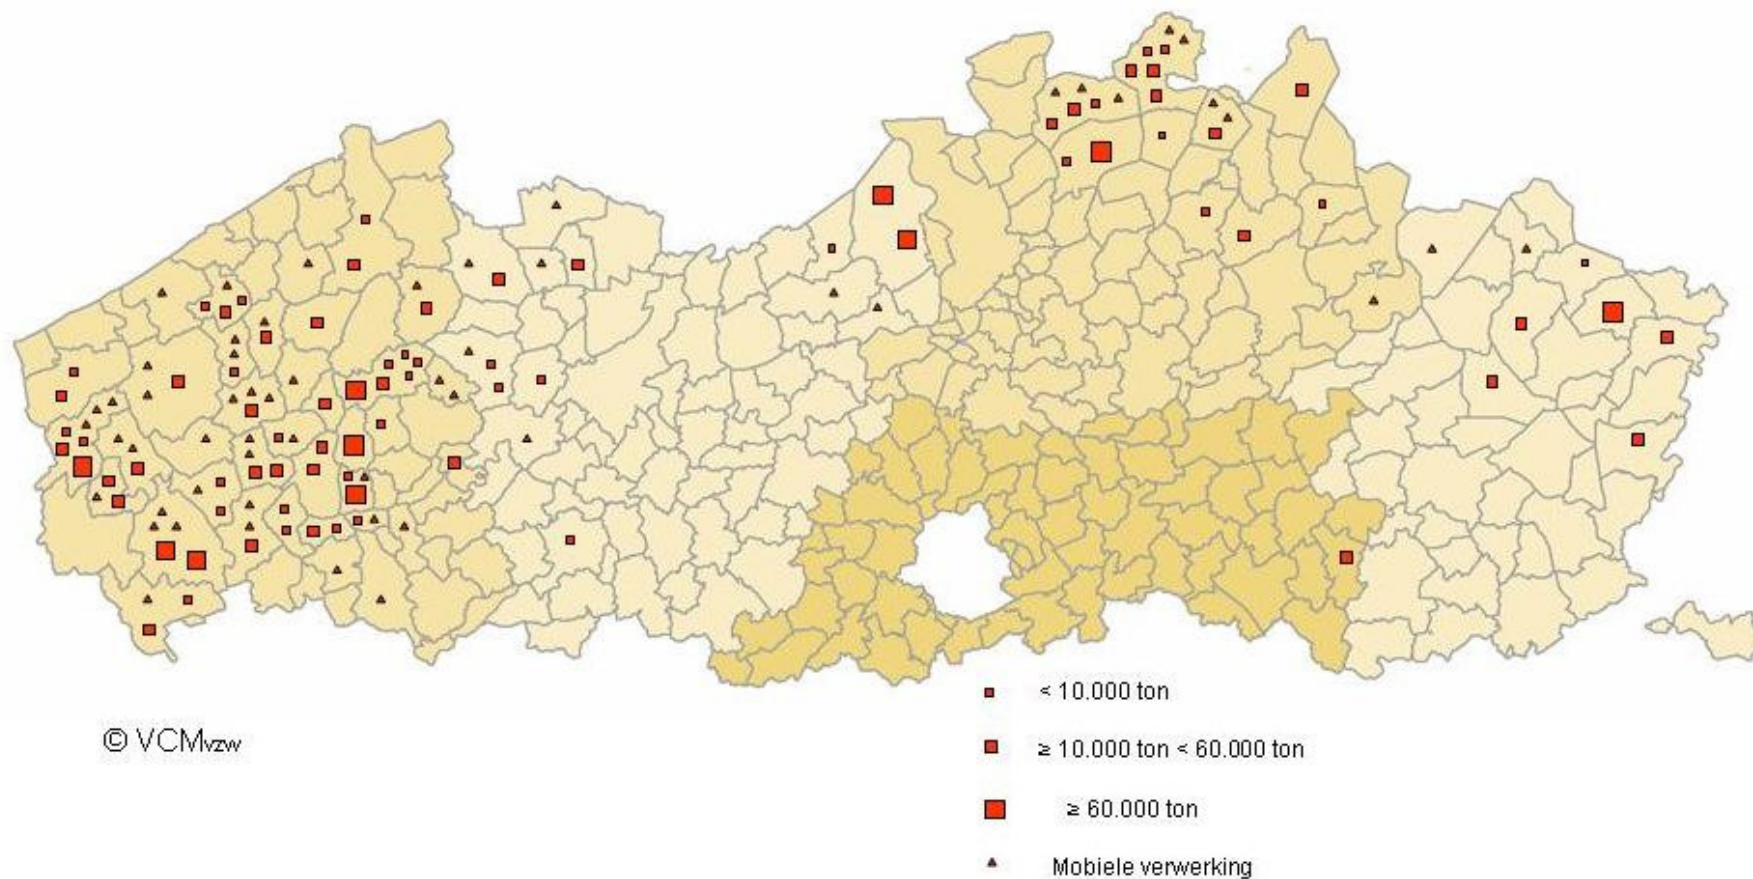 < 10.000 ton
© VCMvzw
≥ 10.000 ton < 60.000 ton
≥ 60.000 ton
Mobiele verwerking